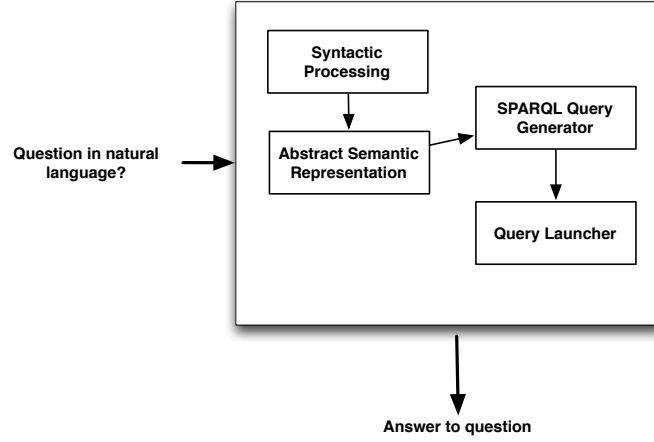 Syntactic
Processing
SPARQL Query
Generator
Question in natural
language?
Abstract Semantic
Representation
Query Launcher
Answer to question